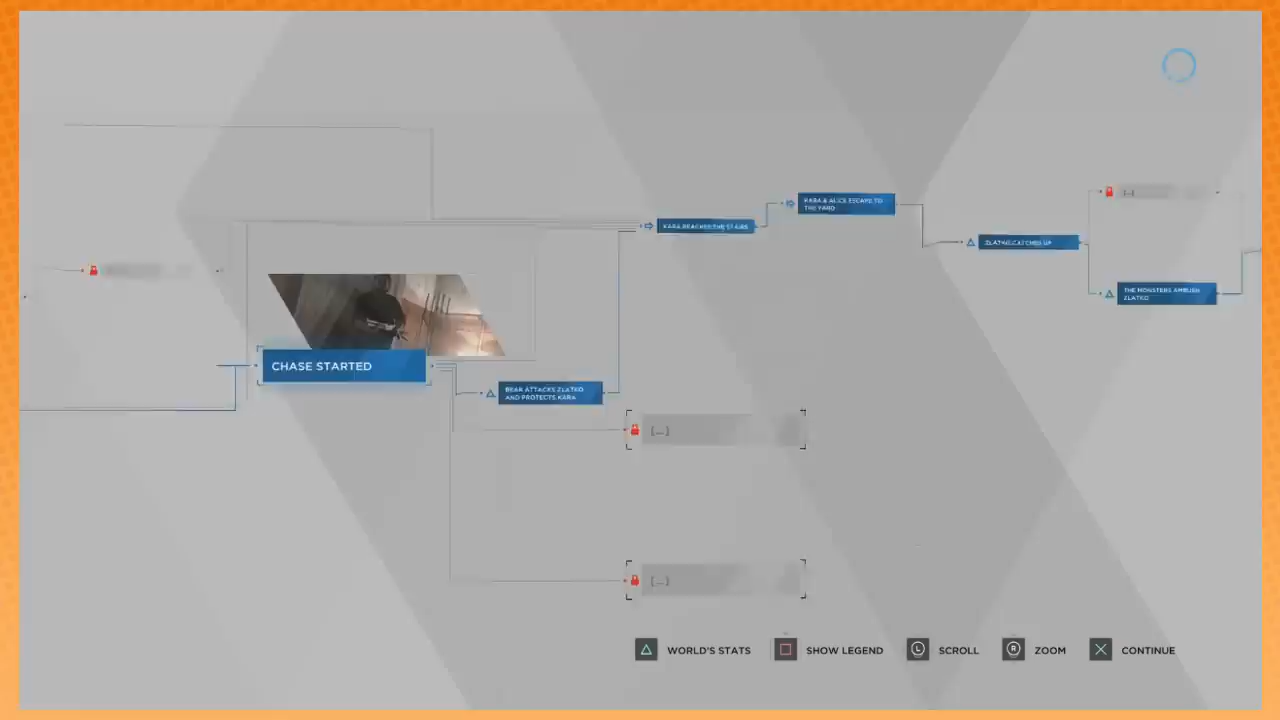 KARA & ALICE ESCAPE TO
THE YARD
[...]
KARA REACHED THE STAIRS
ZLATKO CATCHES UP
THE MONSTERS AMBUSH
ZLATKO
CHASE STARTED
BEAR ATTACKS ZLATKO
AND PROTECTS KARA
[...]
[...]
WORLD'S STATS
SHOW LEGEND
L
SCROLL
R
ZOOM
CONTINUE